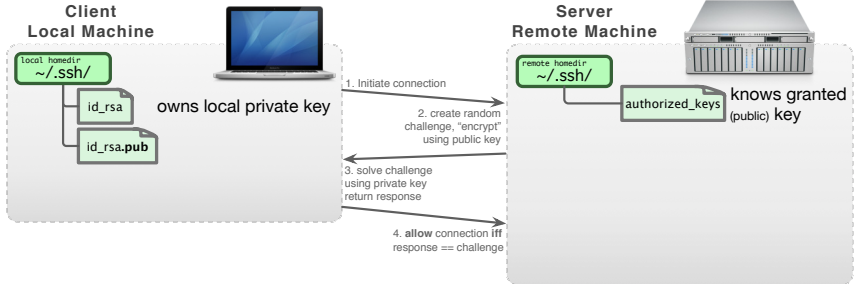 Client
Local Machine
local homedir
~/.ssh/
id_rsa
id_rsa.pub
owns local private key
1. Initiate connection
2. create random
challenge, “encrypt”
using public key
3. solve challenge
using private key
return response
4. allow connection iff
response == challenge
Server
Remote Machine
remote homedir
~/.ssh/
authorized_keys
knows granted
(public) key